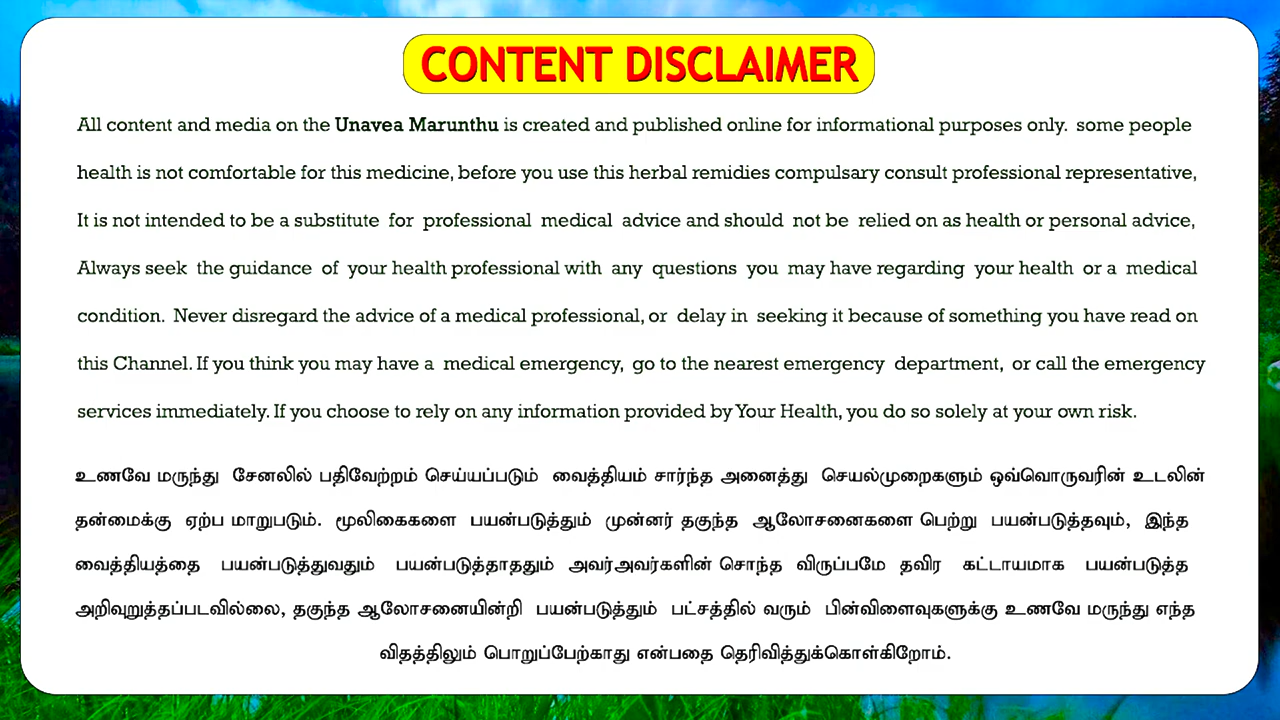 CONTENT DISCLAIMER
All content and media on the Unavea Marunthu is created and published online for informational purposes only. some people
health is not comfortable for this medicine, before you use this herbal remidies compulsary consult professional representative,
It is not intended to be a substitute for professional medical advice and should not be relied on as health or personal advice,
Always seek the guidance of your health professional with any questions you may have regarding your health or a medical
condition. Never disregard the advice of a medical professional, or delay in seeking it because of something you have read on
this Channel. If you think you may have a medical emergency, go to the nearest emergency department, or call the emergency
services immediately. If you choose to rely on any information provided by Your Health, you do so solely at your own risk.
உணவே மருந்து சேனலில் பதிவேற்றம் செய்யப்படும் வைத்தியம் சார்ந்த அனைத்து செயல்முறைகளும் ஒவ்வொருவரின் உடலின்
தன்மைக்கு ஏற்ப மாறுபடும். மூலிகைகளை பயன்படுத்தும் முன்னர் தகுந்த ஆலோசனைகளை பெற்று பயன்படுத்தவும், இந்த
வைத்தியத்தை பயன்படுத்துவதும் பயன்படுத்தாததும் அவர்அவர்களின் சொந்த விருப்பமே தவிர கட்டாயமாக பயன்படுத்த
அறிவுறுத்தப்படவில்லை, தகுந்த ஆலோசனையின்றி பயன்படுத்தும் பட்சத்தில் வரும் பின்விளைவுகளுக்கு உணவே மருந்து எந்த
விதத்திலும் பொறுப்பேற்காது என்பதை தெரிவித்துக்கொள்கிறோம்.